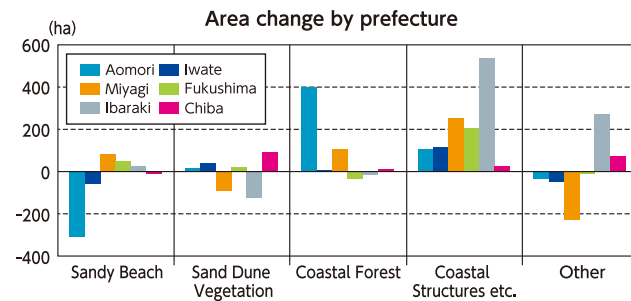 Area change by prefecture
(ha)
600
400
200
0
-200
-400
Aomori
Iwate
Miyagi
Fukushima
Ibaraki
Chiba
Sandy Beach
Sand Dune
Vegetation
Coastal Forest
Coastal
Structures etc.
Other